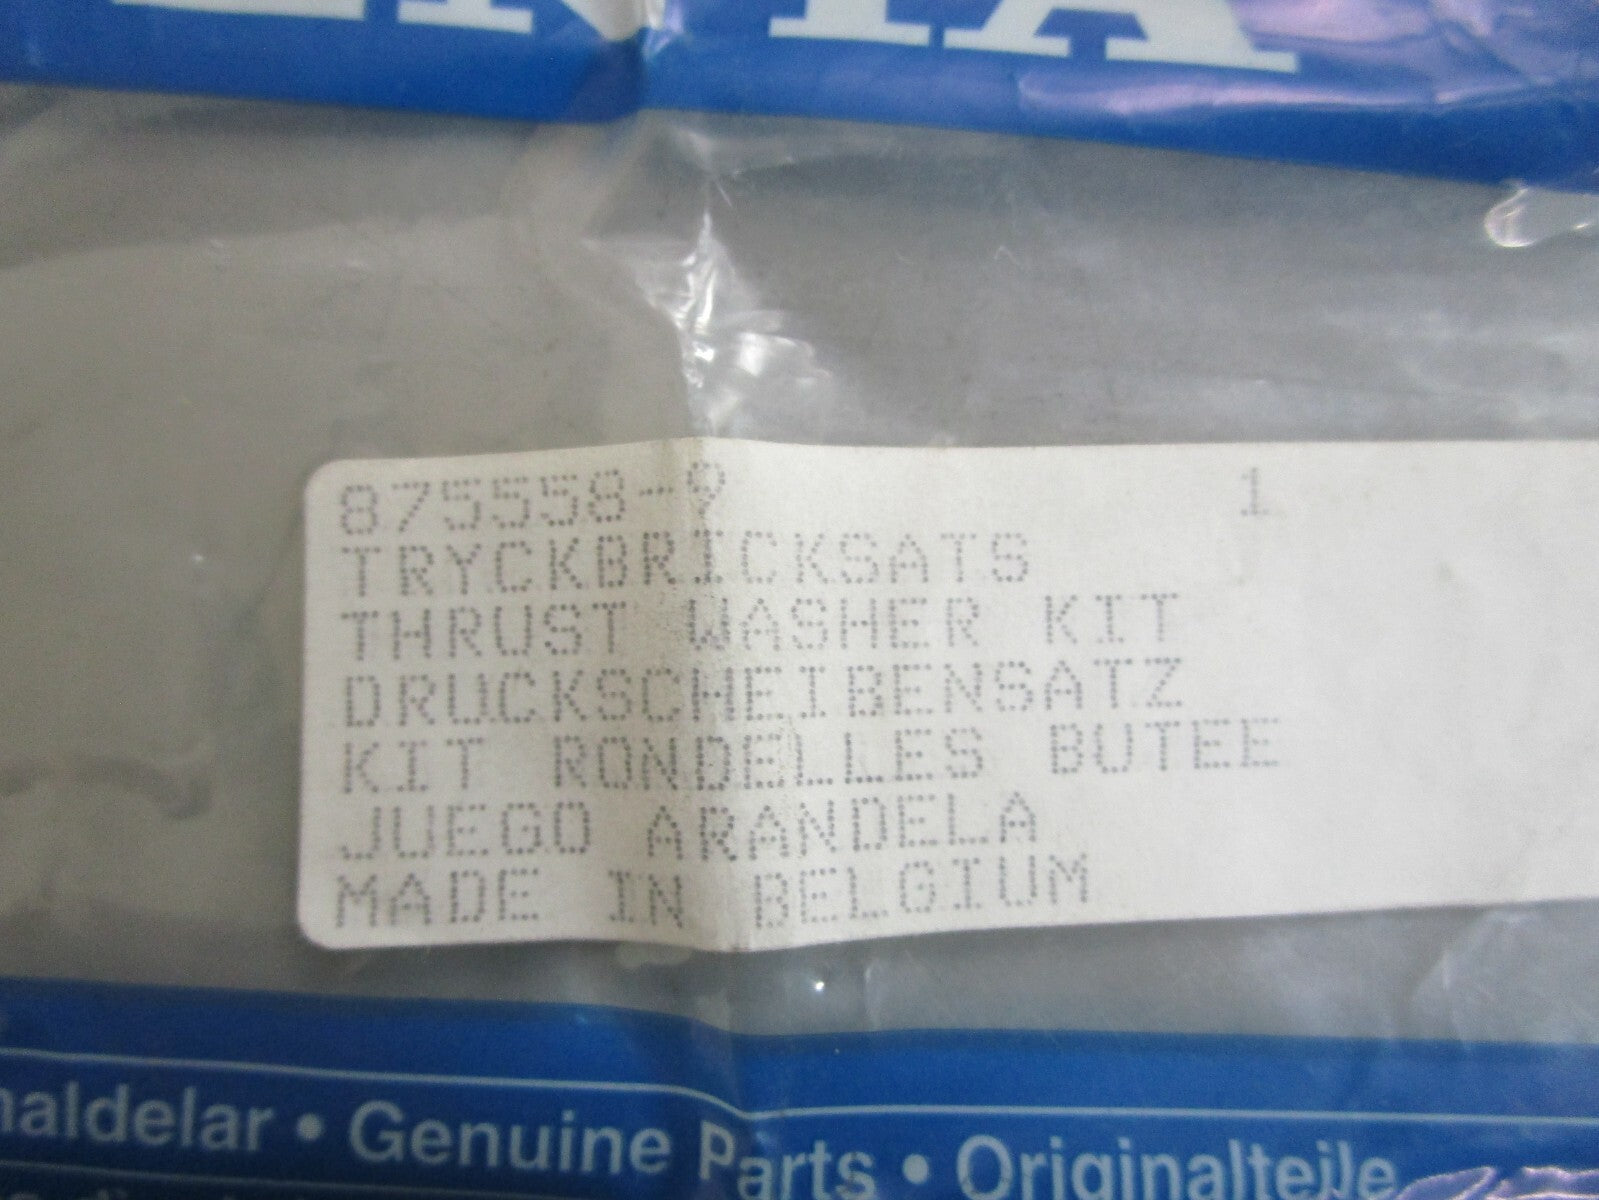 875558-9 1
TRYCKBRICKSATS
THRUST WASHER KIT
DRUCKSCHEIBENSATZ
KIT RONDELLES BUTEE
JUEGO ARANDELA
MADE IN BELGIUM
naldelar • Genuine Parts • Originalteile